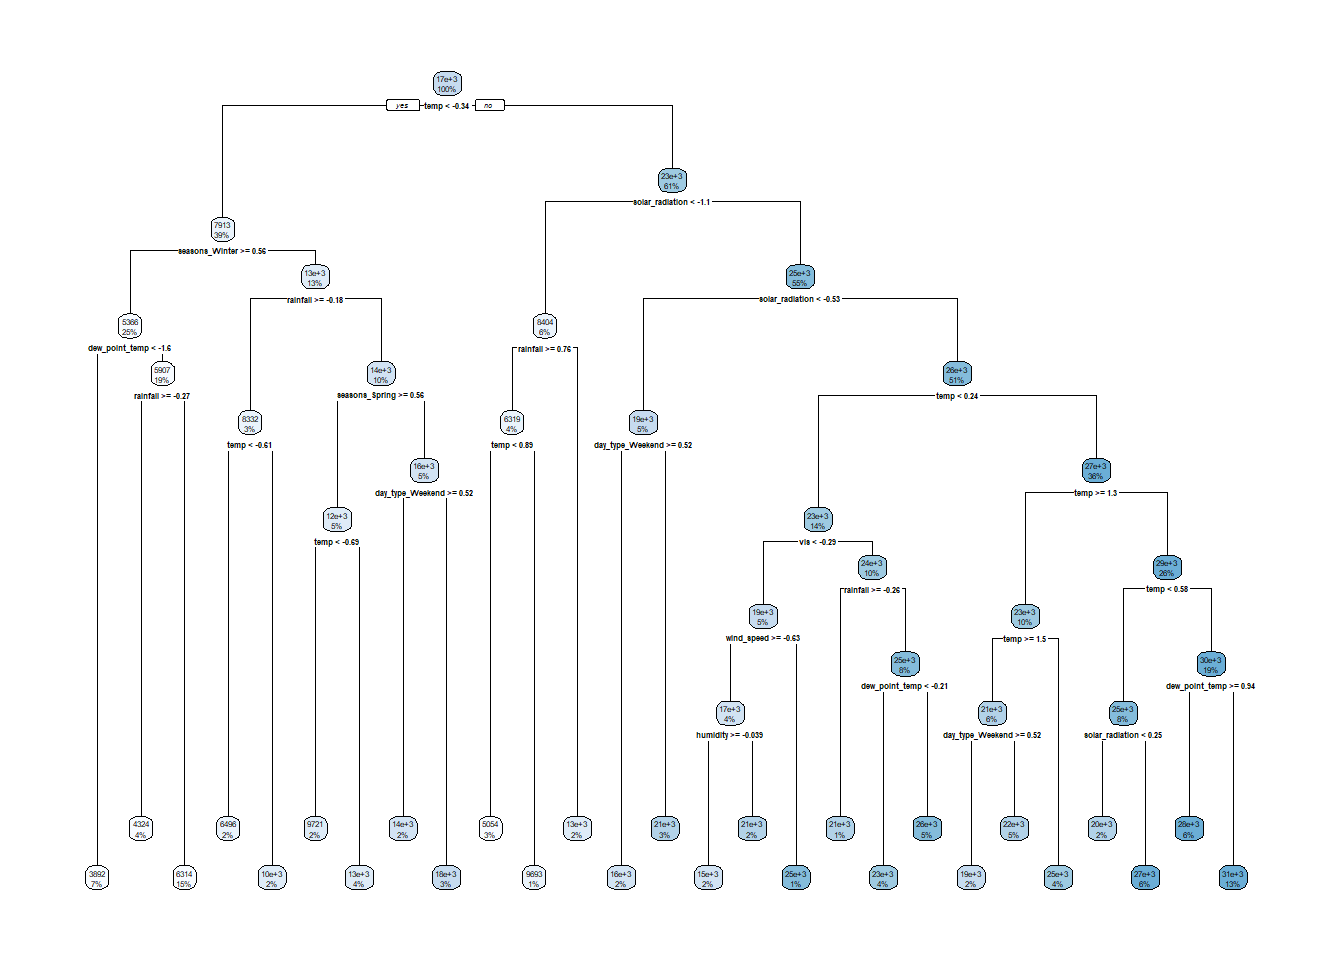 17e+3
100%
yes
temp < -0.34
no
23e+3
61%
solar_radiation < -1.1
7913
39%
seasons_Winter >= 0.56
13e+3
13%
rainfall >= -0.18
25e+3
55%
solar_radiation < -0.53
5366
25%
dew_point_temp < -1.6
8404
6%
rainfall >= 0.76
5907
19%
rainfall >= -0.27
14e+3
10%
seasons_Spring >= 0.56
26e+3
51%
temp < 0.24
8332
3%
temp < -0.61
6319
4%
temp < 0.89
19e+3
5%
day_type_Weekend >= 0.52
16e+3
5%
day_type_Weekend >= 0.52
27e+3
36%
temp >= 1.3
12e+3
5%
temp < -0.69
23e+3
14%
vis < -0.29
24e+3
10%
rainfall >= -0.26
29e+3
26%
temp < 0.58
19e+3
5%
wind_speed >= -0.63
23e+3
10%
temp >= 1.5
25e+3
8%
dew_point_temp < -0.21
30e+3
19%
dew_point_temp >= 0.94
17e+3
4%
humidity >= -0.039
21e+3
6%
day_type_Weekend >= 0.52
25e+3
8%
solar_radiation < 0.25
4324
4%
6496
2%
9721
2%
14e+3
2%
5054
3%
13e+3
2%
21e+3
3%
21e+3
2%
21e+3
1%
26e+3
5%
22e+3
5%
20e+3
2%
28e+3
6%
3892
7%
6314
15%
10e+3
2%
13e+3
4%
18e+3
3%
9693
1%
16e+3
2%
15e+3
2%
25e+3
1%
23e+3
4%
19e+3
2%
25e+3
4%
27e+3
6%
31e+3
13%